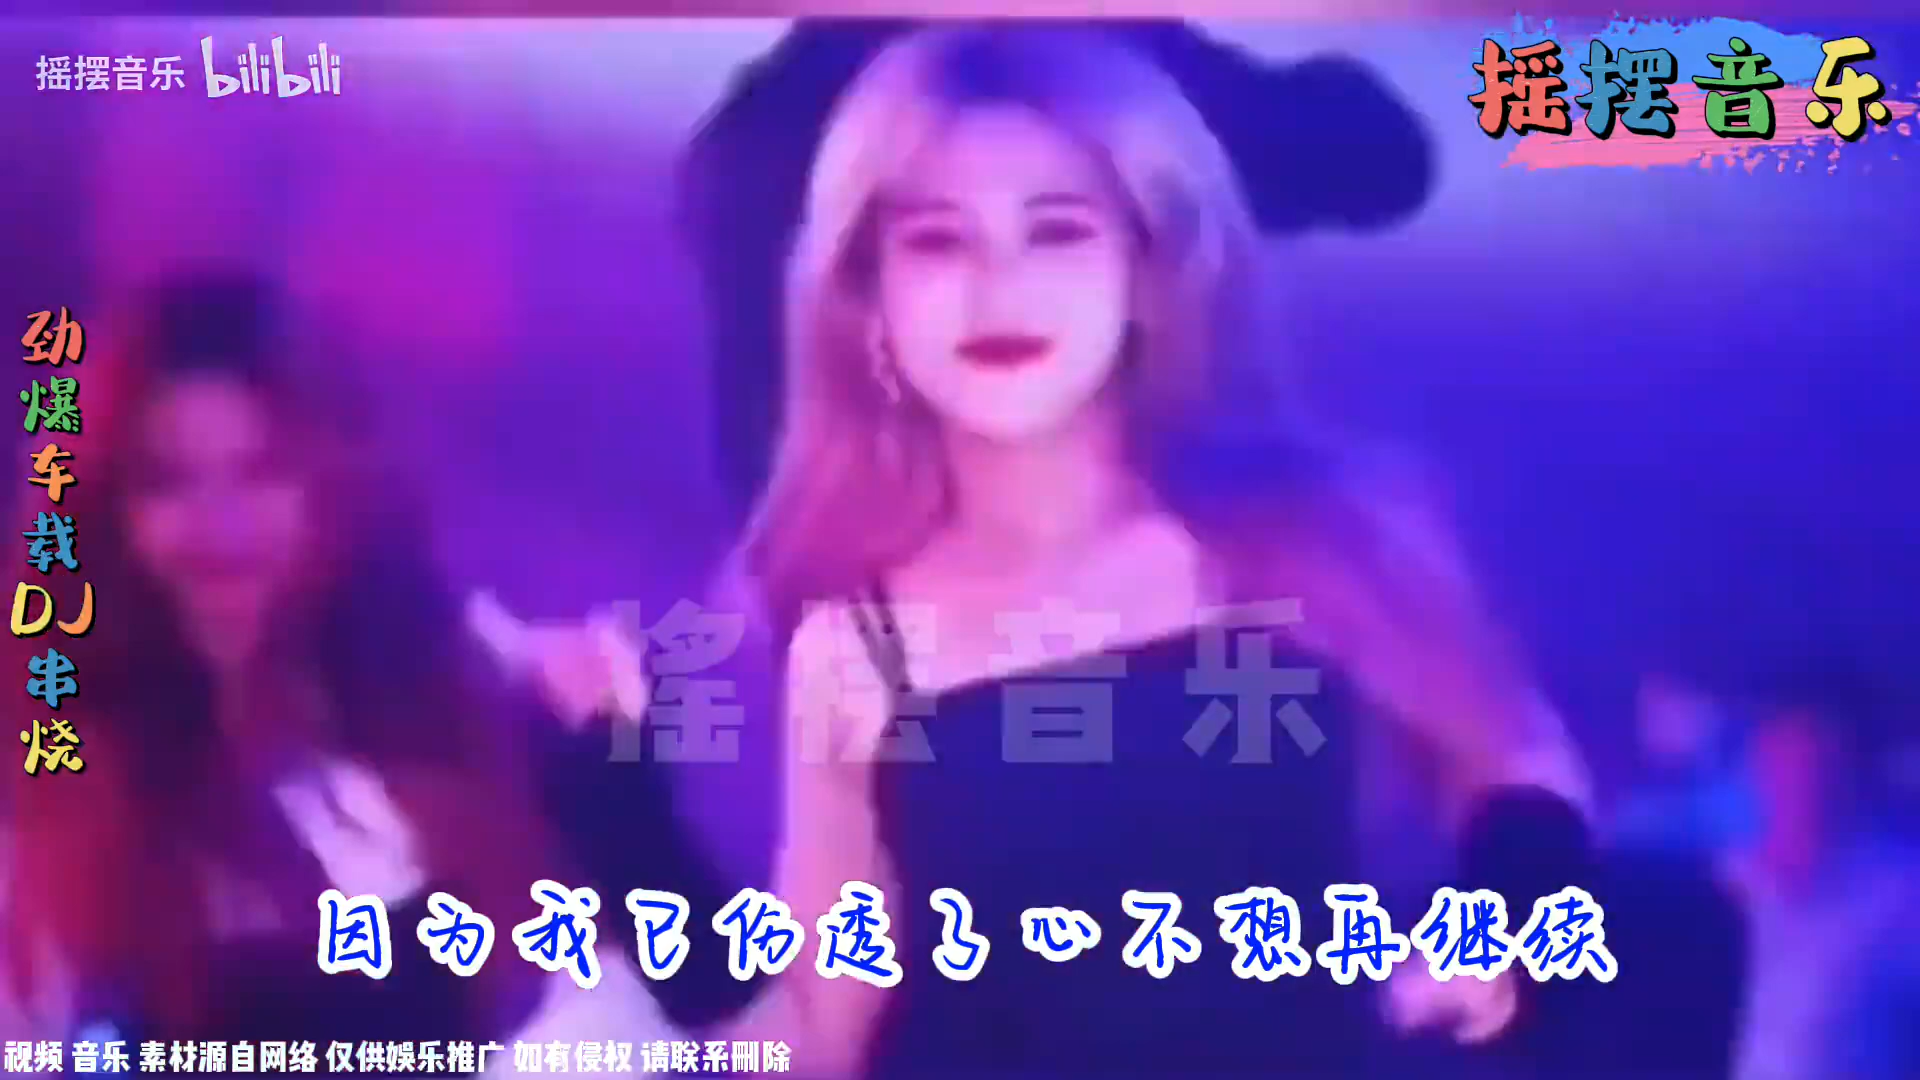 摇摆音乐 bilibili
摇摆音乐
劲爆车载DJ串烧
摇摆音乐
因为我已伤透了心不想再继续
视频 音乐 素材源自网络 仅供娱乐推广 如有侵权 请联系删除